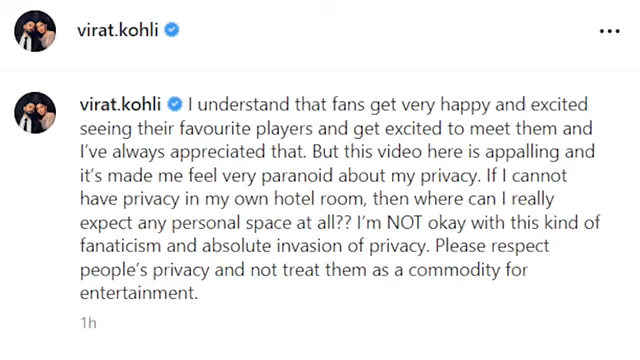 virat.kohli
virat.kohli I understand that fans get very happy and excited
seeing their favourite players and get excited to meet them and
I've always appreciated that. But this video here is appalling and
it's made me feel very paranoid about my privacy. If I cannot
have privacy in my own hotel room, then where can I really
expect any personal space at all?? I'm NOT okay with this kind of
fanaticism and absolute invasion of privacy. Please respect
people's privacy and not treat them as a commodity for
entertainment.
1h